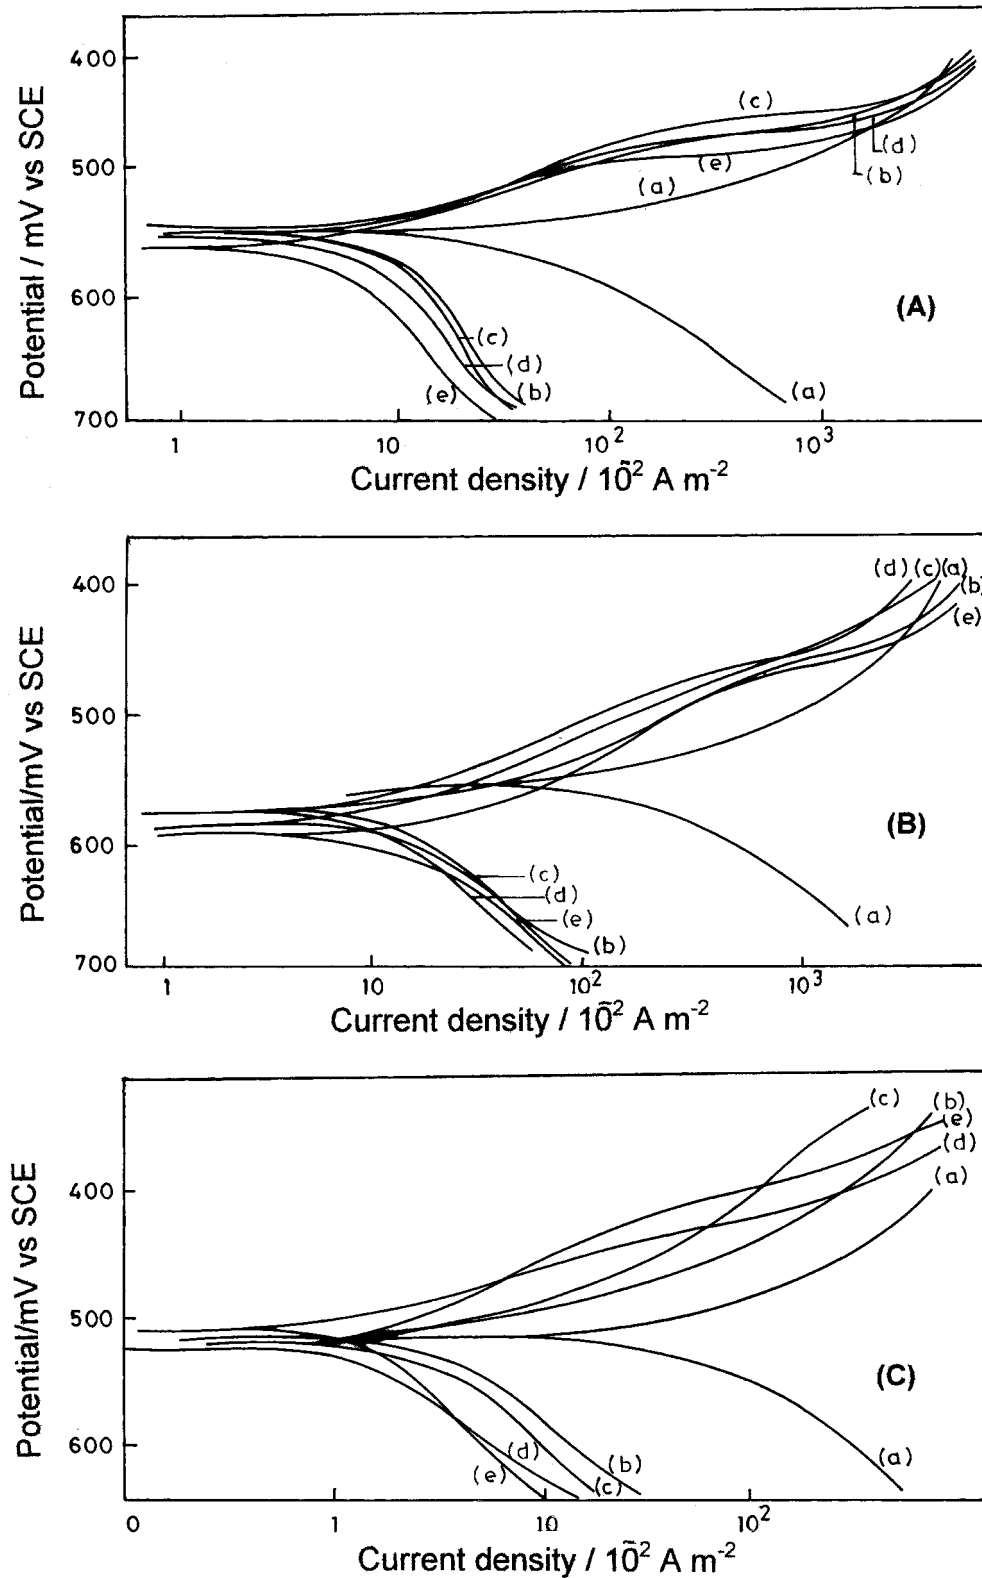 400
500
600
700
Potential / mV vs SCE
(c)
(d)
(e)
(b)
(a)
(A)
(c)
(d)
(e)
(b)
(a)
1
10
10²
10³
Current density / 10̄² A m⁻²
400
500
600
700
Potential/mV vs SCE
(d) (c) (a)
(b)
(e)
(B)
(c)
(d)
(e)
(b)
(a)
1
10
10²
10³
Current density / 10̄² A m⁻²
400
500
600
Potential/mV vs SCE
(c)
(b)
(e)
(d)
(a)
(C)
(d)
(b)
(e)
(c)
(a)
0
1
10
10²
Current density / 10̄² A m⁻²